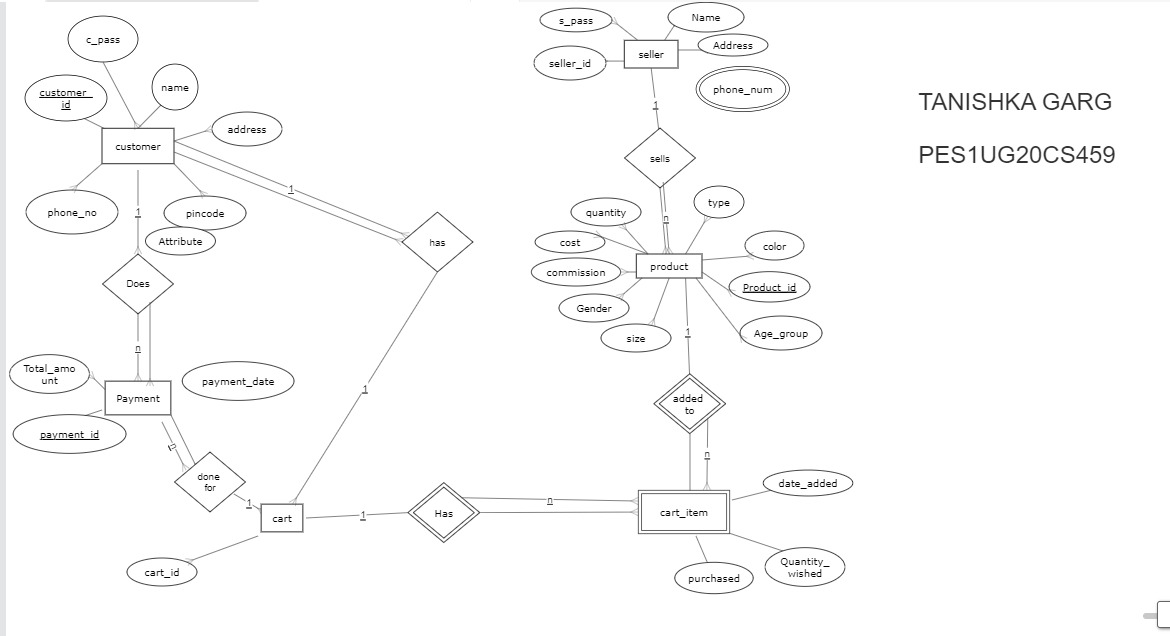 c_pass
customer_
id
name
customer
address
phone_no
1
pincode
Attribute
1
has
Does
n
Total_amo
unt
Payment
payment_date
payment_id
n
done
for
1
cart
cart_id
1
1
Has
n
s_pass
Name
seller
Address
seller_id
phone_num
1
sells
n
quantity
type
cost
color
product
commission
Product_id
Gender
size
Age_group
1
added
to
n
cart_item
date_added
purchased
Quantity_
wished
TANISHKA GARG
PES1UG20CS459